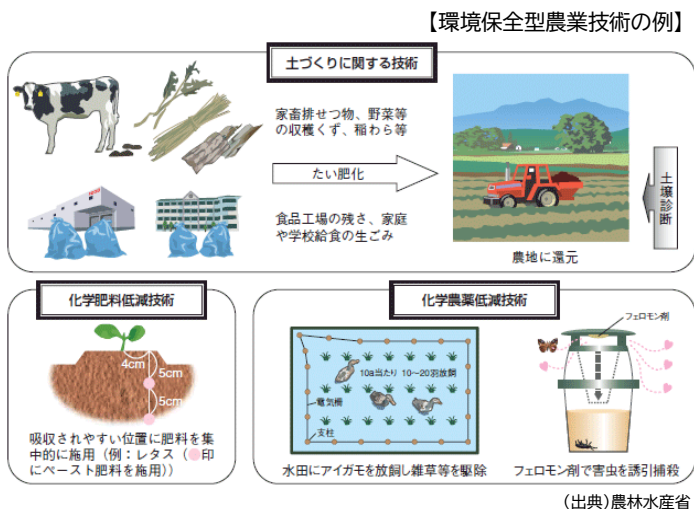 【環境保全型農業技術の例】
土づくりに関する技術
家畜排せつ物、野菜等
の収穫くず、稲わら等
たい肥化
食品工場の残さ、家庭
や学校給食の生ごみ
農地に還元
土壌診断
化学肥料低減技術
4cm
5cm
5cm
吸収されやすい位置に肥料を集
中的に施用（例：レタス（●印
にペースト肥料を施用））
化学農薬低減技術
10a当たり 10〜20羽放飼
電気柵
支柱
水田にアイガモを放飼し雑草等を駆除
フェロモン剤
フェロモン剤で害虫を誘引捕殺
（出典）農林水産省